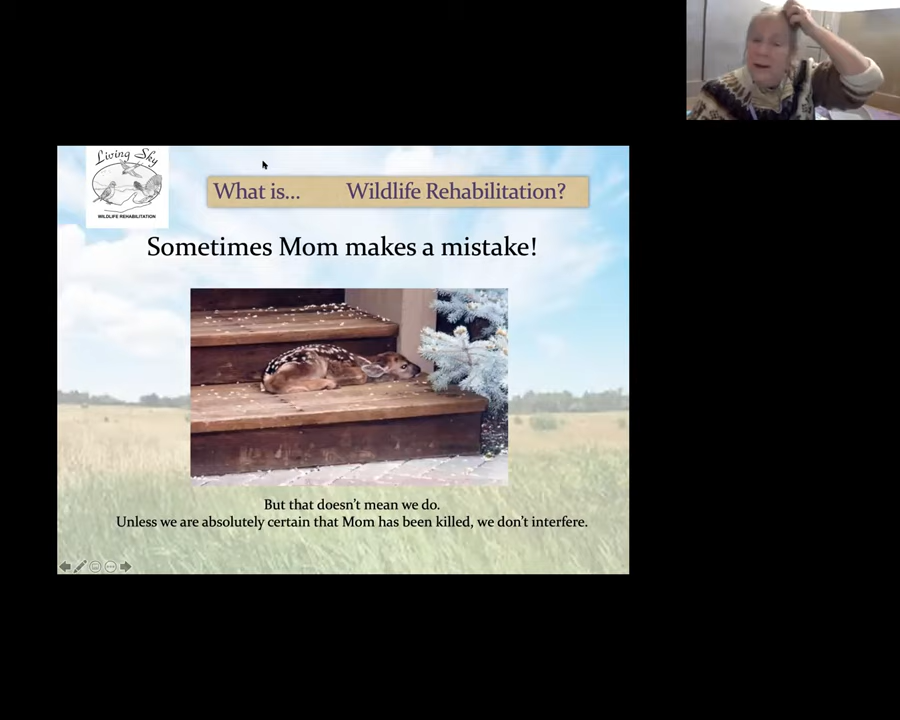 Living Sky
WILDLIFE REHABILITATION
What is... Wildlife Rehabilitation?
Sometimes Mom makes a mistake!
But that doesn't mean we do.
Unless we are absolutely certain that Mom has been killed, we don't interfere.